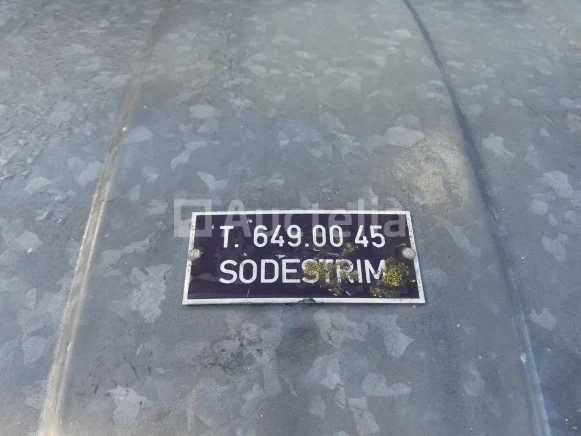 Auctelia
T. 649.00 45
SODESTRIM